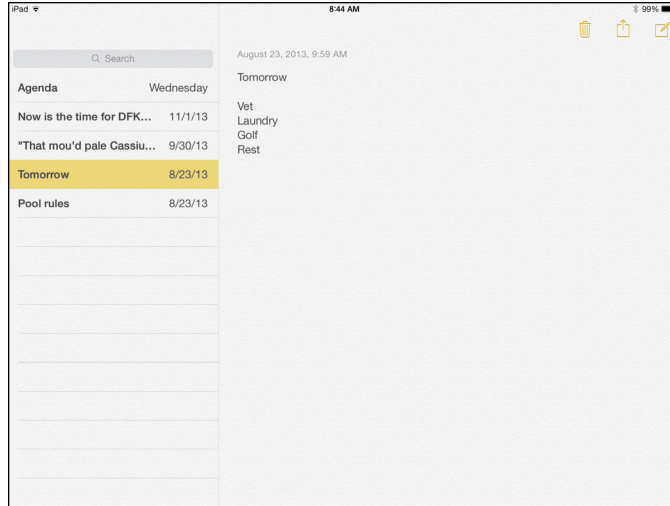 iPad 8:44 AM 99%
Search
Agenda Wednesday
Now is the time for DFK... 11/1/13
"That mou'd pale Cassiu... 9/30/13
Tomorrow 8/23/13
Pool rules 8/23/13
August 23, 2013, 9:59 AM
Tomorrow
Vet
Laundry
Golf
Rest